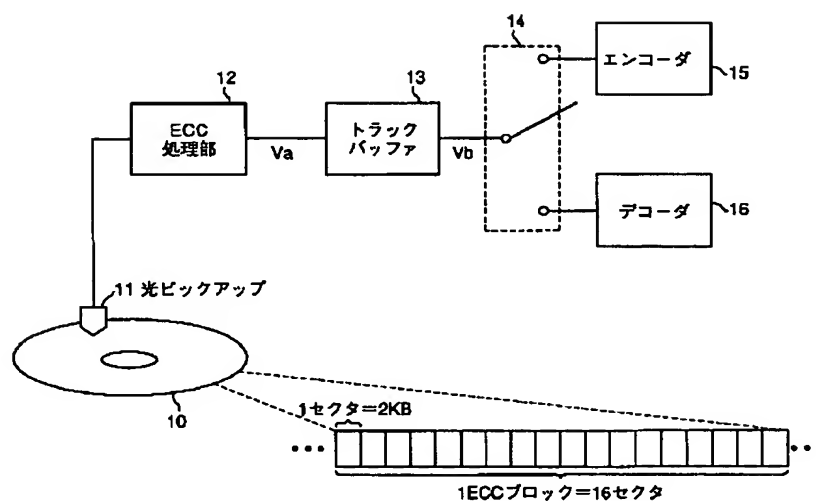 14
エンコーダ
15
12
13
ECC
処理部
Va
トラック
バッファ
Vb
デコーダ
16
11 光ピックアップ
10
1セクタ=2KB
•••
••
1ECCブロック=16セクタ